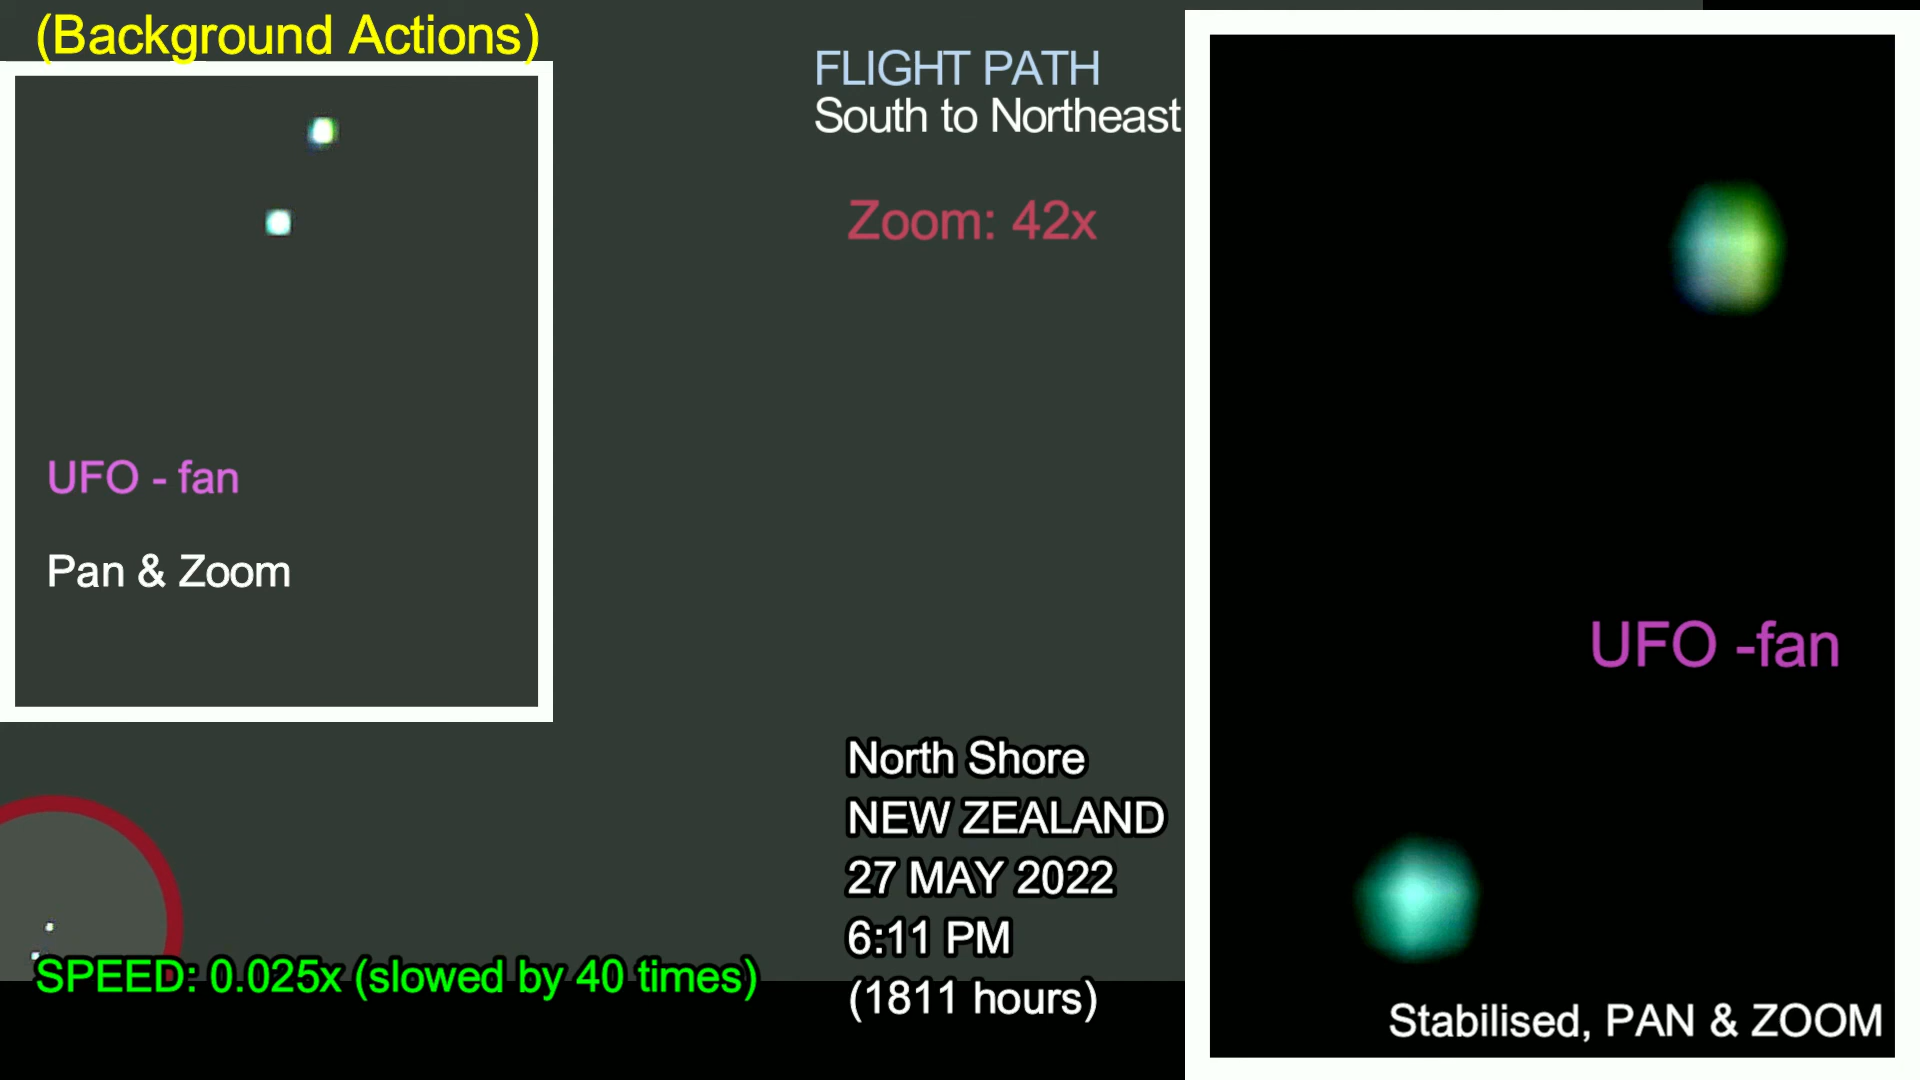 (Background Actions)
FLIGHT PATH
South to Northeast
Zoom: 42x
UFO - fan
Pan & Zoom
UFO -fan
North Shore
NEW ZEALAND
27 MAY 2022
6:11 PM
(1811 hours)
SPEED: 0.025x (slowed by 40 times)
Stabilised, PAN & ZOOM